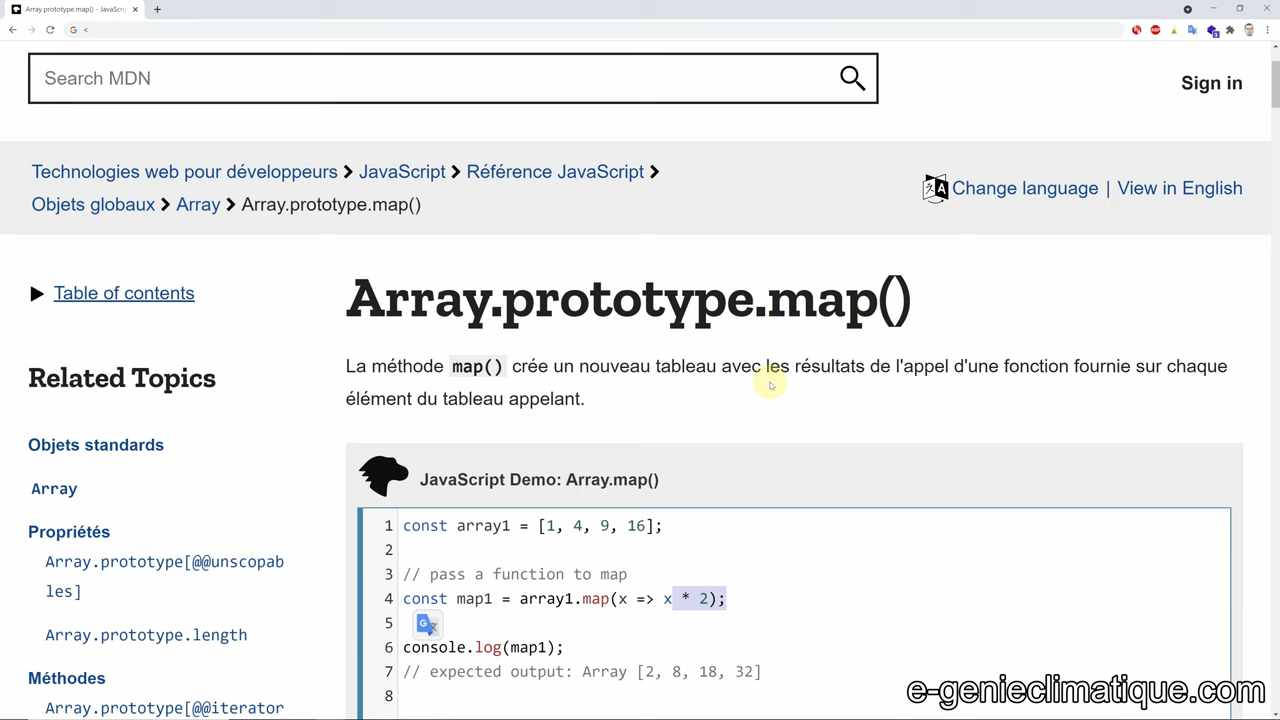 Array.prototype.map() - JavaScri
<
Search MDN
Sign in
Technologies web pour développeurs > JavaScript > Référence JavaScript >
Objets globaux > Array > Array.prototype.map()
Change language | View in English
Table of contents
Array.prototype.map()
La méthode map() crée un nouveau tableau avec les résultats de l'appel d'une fonction fournie sur chaque
élément du tableau appelant.
Related Topics
Objets standards
Array
Propriétés
Array.prototype[@@unscopab
les]
Array.prototype.length
Méthodes
Array.prototype[@@iterator
JavaScript Demo: Array.map()
1 const array1 = [1, 4, 9, 16];
2
3 // pass a function to map
4 const map1 = array1.map(x => x * 2);
5
6 console.log(map1);
7 // expected output: Array [2, 8, 18, 32]
8
e-genieclimatique.com